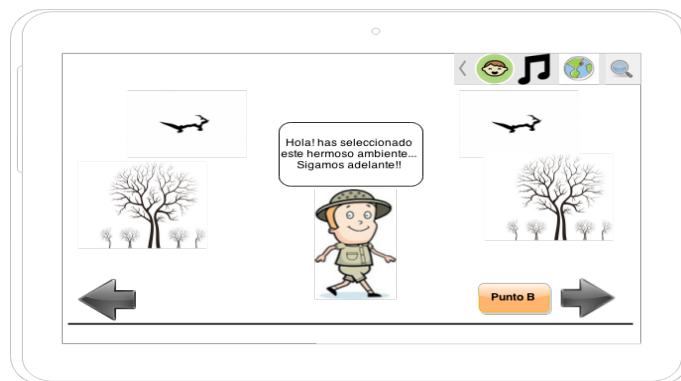 Hola! has seleccionado
este hermoso ambiente...
Sigamos adelante!!
Punto B